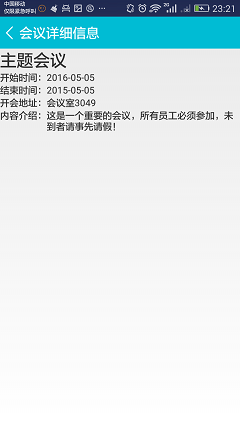 中国移动
仅限紧急呼叫
23:21
会议详细信息
主题会议
开始时间：2016-05-05
结束时间：2015-05-05
开会地址：会议室3049
内容介绍：这是一个重要的会议，所有员工必须参加，未
到者请事先请假！